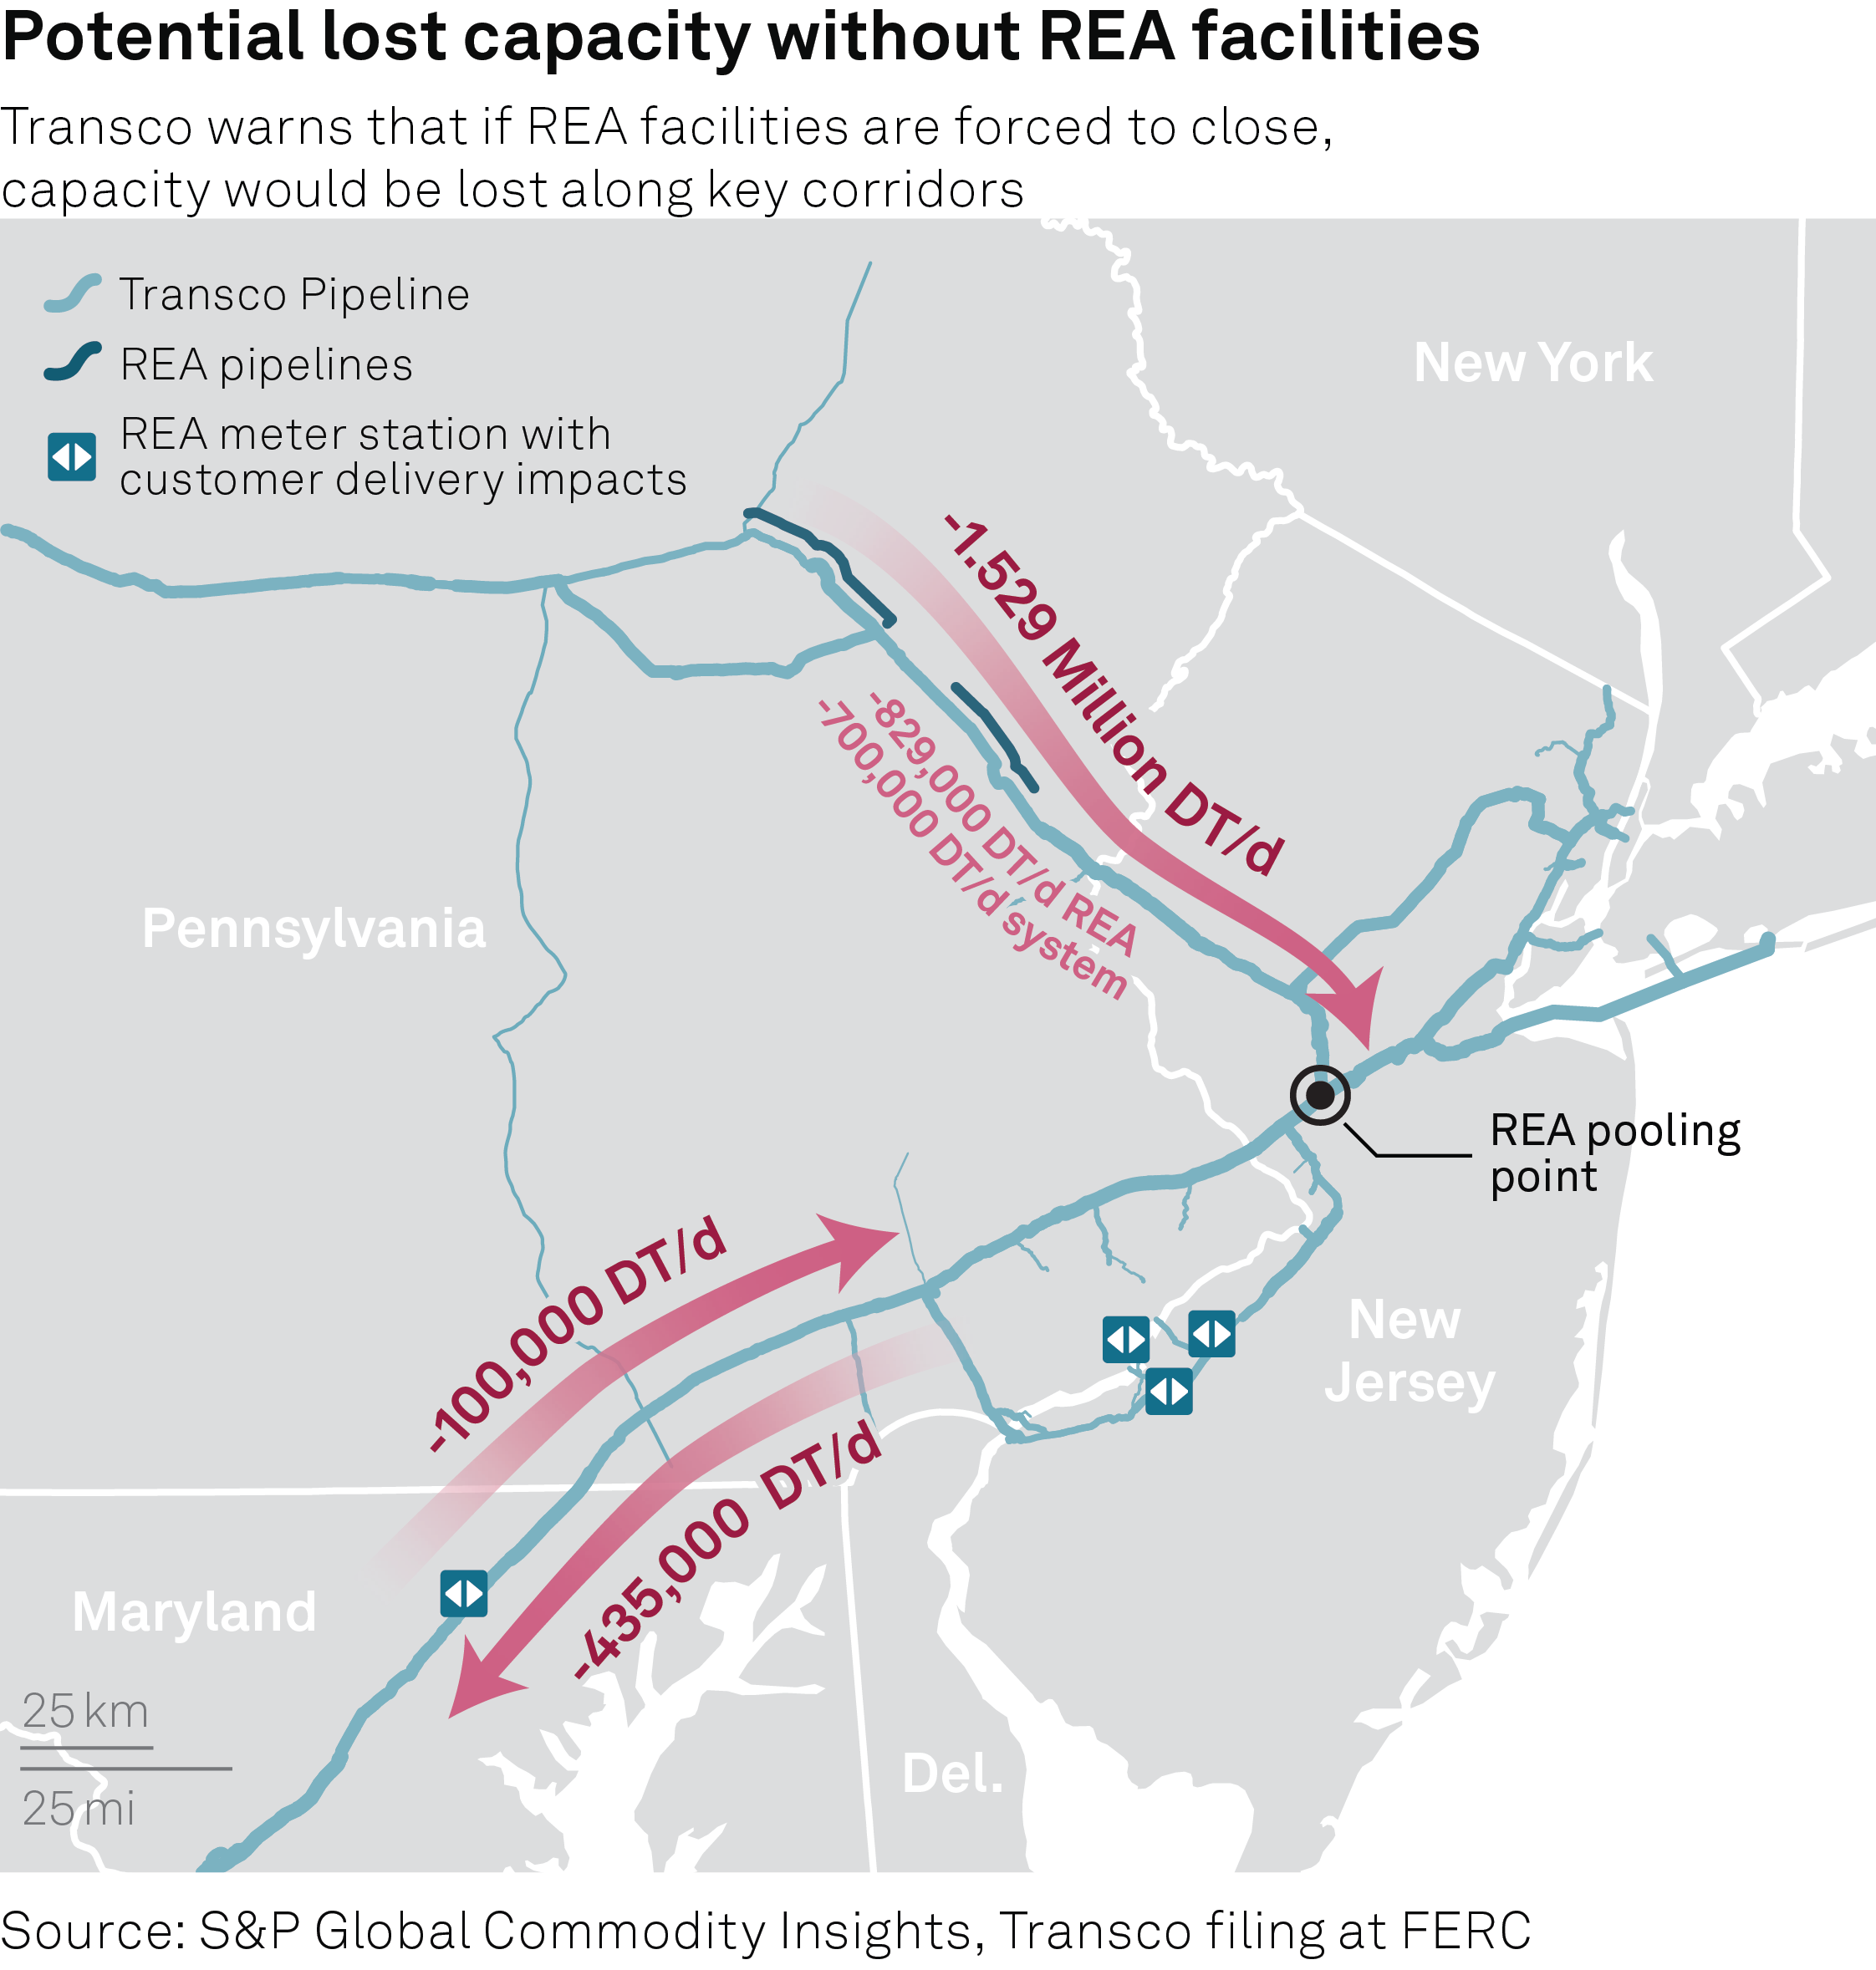 Potential lost capacity without REA facilities
Transco warns that if REA facilities are forced to close,
capacity would be lost along key corridors
Transco Pipeline
REA pipelines
REA meter station with
customer delivery impacts
New York
-1.529 Million DT/d
-829,000 DT/d REA
-700,000 DT/d system
Pennsylvania
REA pooling
point
-100,000 DT/d
New
Jersey
-435,000 DT/d
Maryland
25 km
25 mi
Del.
Source: S&P Global Commodity Insights, Transco filing at FERC